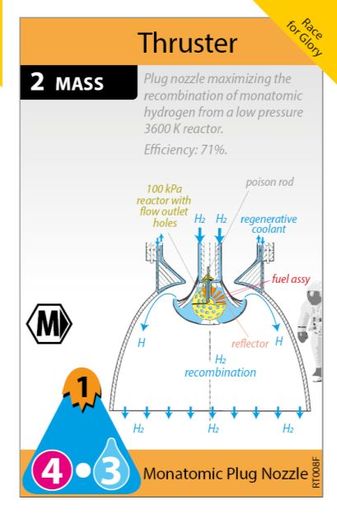 Race
for Glory
Thruster
2 MASS
Plug nozzle maximizing the
recombination of monatomic
hydrogen from a low pressure
3600 K reactor.
Efficiency: 71%.
100 kPa
reactor with
flow outlet
holes
poison rod
H₂ H₂
regenerative
coolant
fuel assy
M
H
reflector
H
H₂
recombination
H₂ H₂ H₂
1
4 • 3
Monatomic Plug Nozzle
RT008F